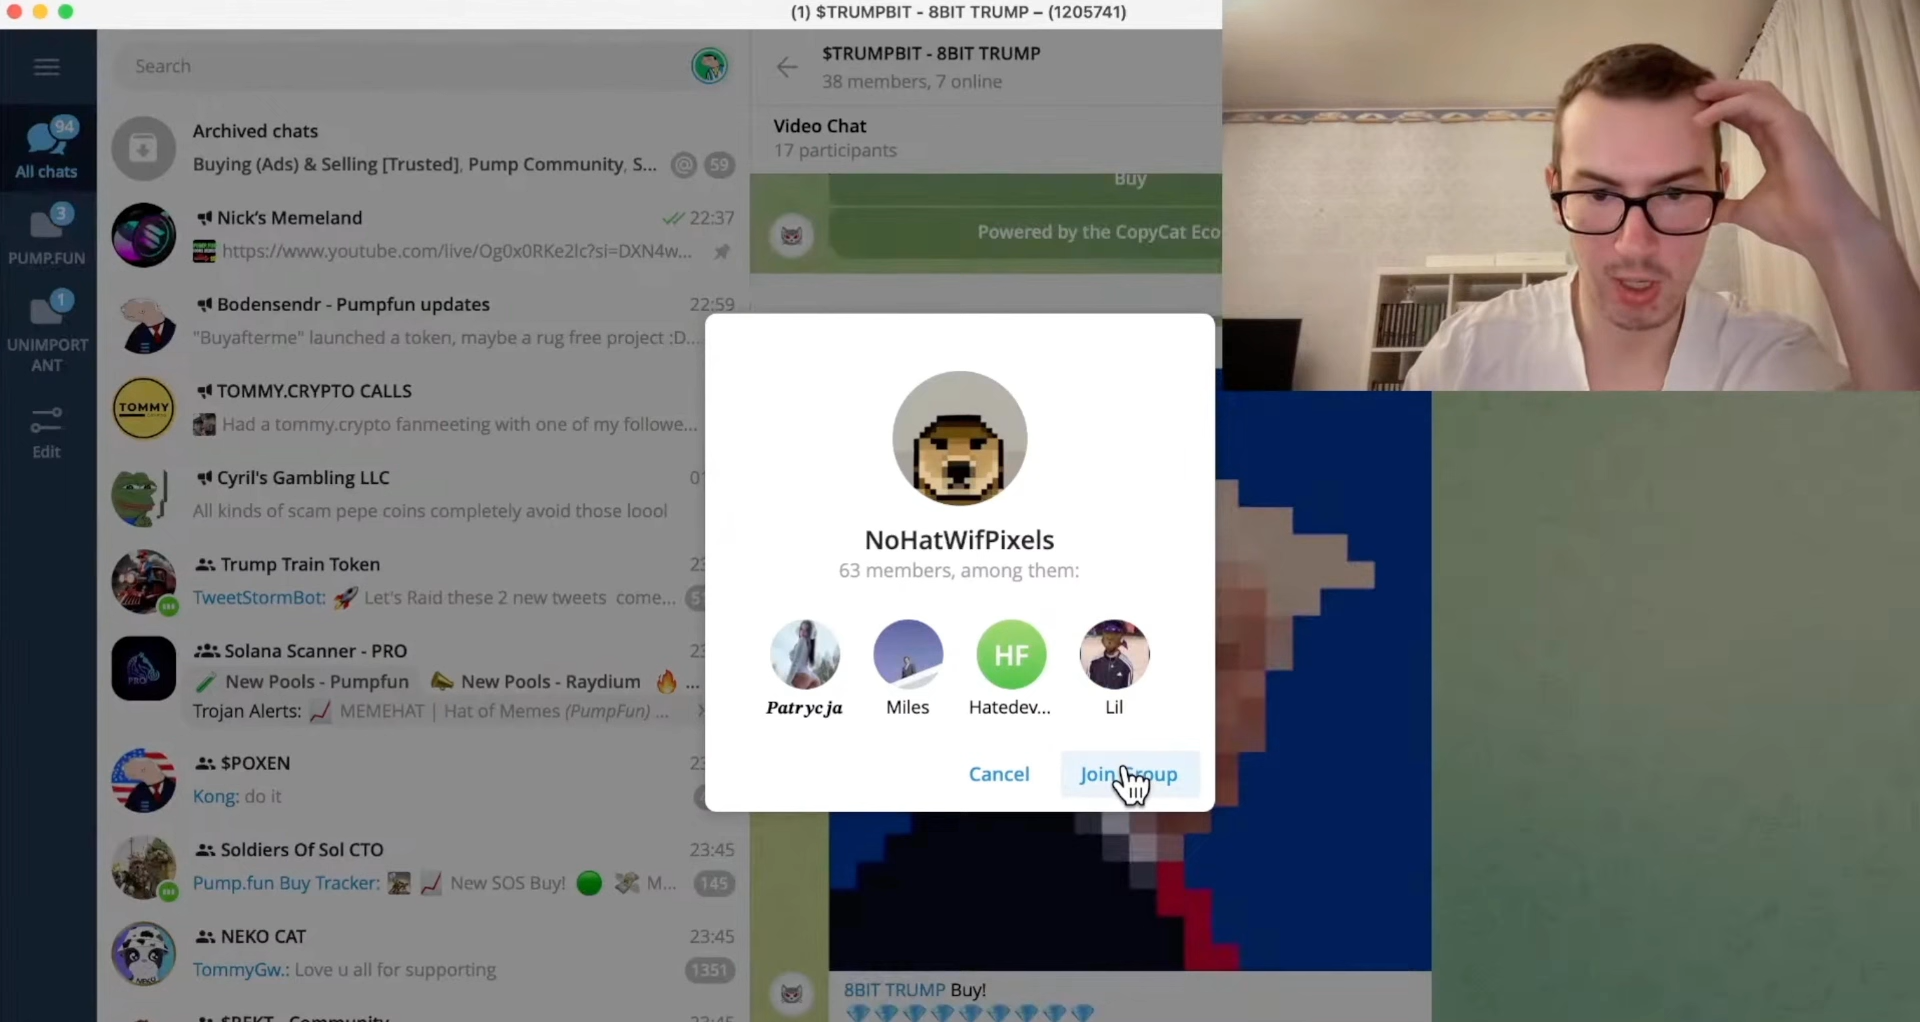 (1) $TRUMPBIT - 8BIT TRUMP – (1205741)
Search
94
All chats
3
PUMP.FUN
1
UNIMPORT
ANT
Edit
Archived chats
Buying (Ads) & Selling [Trusted], Pump Community, S... @ 59
Nick's Memeland 22:37
https://www.youtube.com/live/Og0x0RKe2lc?si=DXN4w...
Bodensendr - Pumpfun updates 22:59
"Buyafterme" launched a token, maybe a rug free project :D...
TOMMY
TOMMY.CRYPTO CALLS
Had a tommy.crypto fanmeeting with one of my followe...
Cyril's Gambling LLC
All kinds of scam pepe coins completely avoid those loool
Trump Train Token
TweetStormBot: 🚀 Let's Raid these 2 new tweets come...
PRO
Solana Scanner - PRO
New Pools - Pumpfun New Pools - Raydium 🔥 ...
Trojan Alerts: 📈 MEMEHAT | Hat of Memes (PumpFun) ...
$POXEN
Kong: do it
Soldiers Of Sol CTO 23:45
Pump.fun Buy Tracker: 📈 New SOS Buy! 🟢 💸 M... 145
NEKO CAT 23:45
TommyGw.: Love u all for supporting 1351
$TRUMPBIT - 8BIT TRUMP
38 members, 7 online
Video Chat
17 participants
Buy
Powered by the CopyCat Eco
NoHatWifPixels
63 members, among them:
HF
Patrycja Miles Hatedev... Lil
Cancel Join Group
8BIT TRUMP Buy!